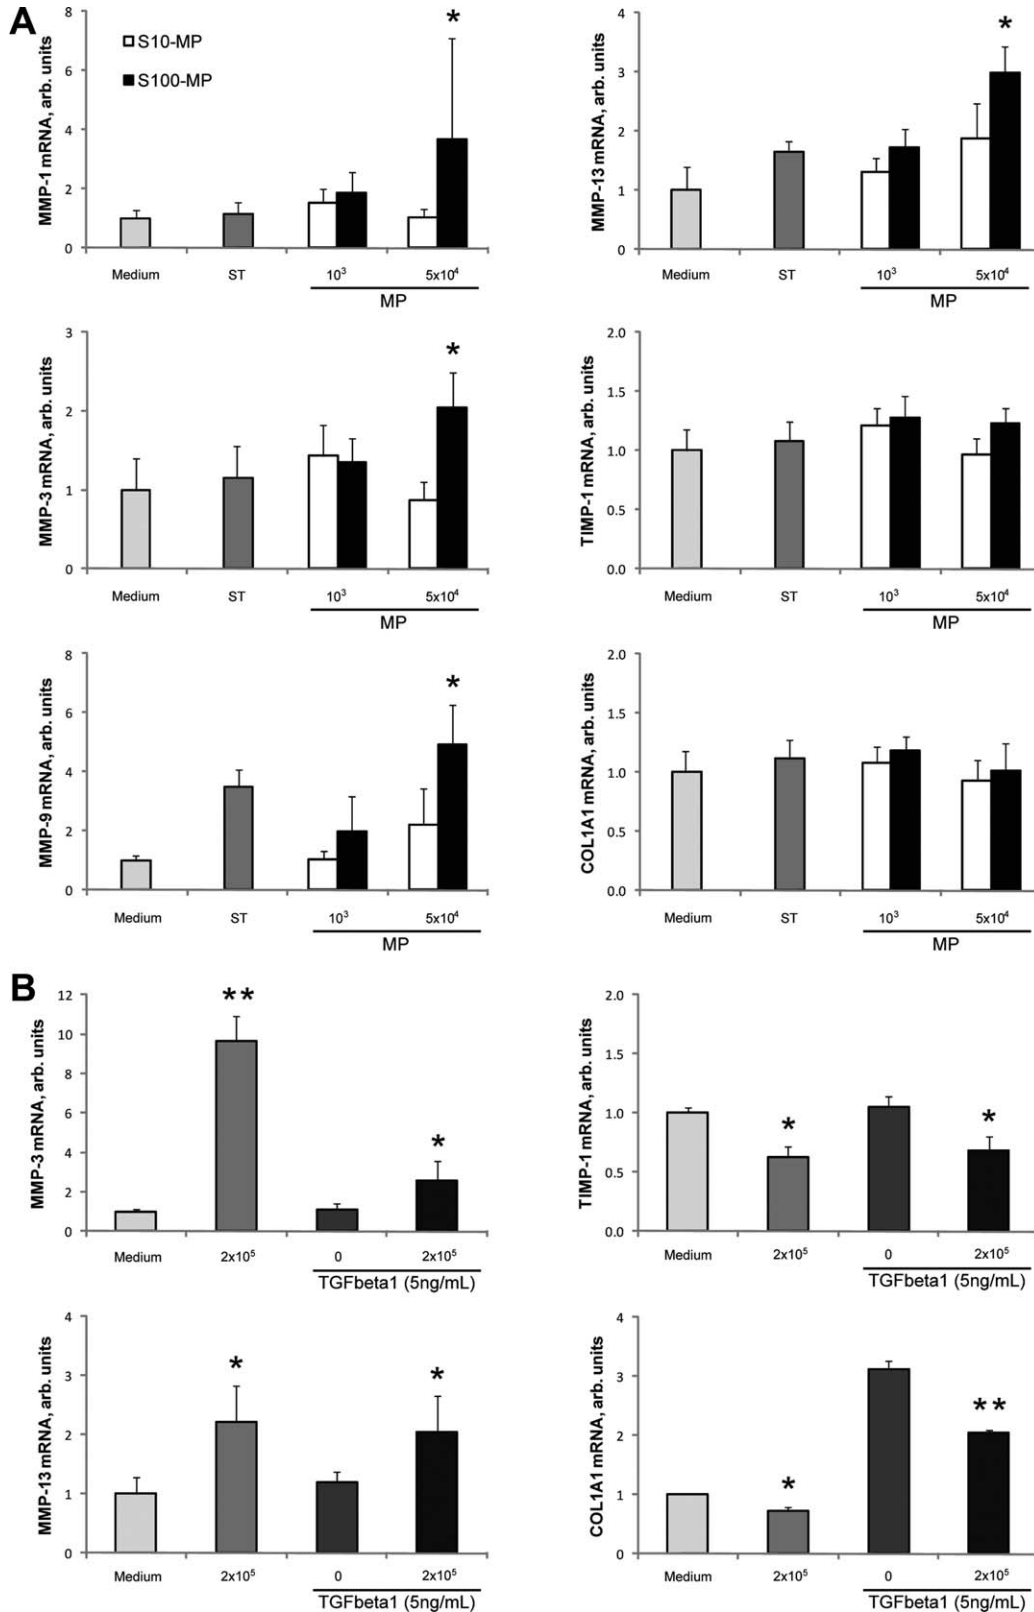 A
MMP-1 mRNA, arb. units
8
6
4
2
0
S10-MP
S100-MP
*
Medium ST 10³ 5x10⁴
MP
MMP-13 mRNA, arb. units
4
3
2
1
0
*
Medium ST 10³ 5x10⁴
MP
MMP-3 mRNA, arb. units
3
2
1
0
*
Medium ST 10³ 5x10⁴
MP
TIMP-1 mRNA, arb. units
2.0
1.5
1.0
0.5
0.0
Medium ST 10³ 5x10⁴
MP
MMP-9 mRNA, arb. units
8
6
4
2
0
*
Medium ST 10³ 5x10⁴
MP
COL1A1 mRNA, arb. units
2.0
1.5
1.0
0.5
0.0
Medium ST 10³ 5x10⁴
MP
B
MMP-3 mRNA, arb. units
12
10
8
6
4
2
0
**
*
Medium 2x10⁵ 0 2x10⁵
TGFbeta1 (5ng/mL)
TIMP-1 mRNA, arb. units
2.0
1.5
1.0
0.5
0.0
*
*
Medium 2x10⁵ 0 2x10⁵
TGFbeta1 (5ng/mL)
MMP-13 mRNA, arb. units
4
3
2
1
0
*
*
Medium 2x10⁵ 0 2x10⁵
TGFbeta1 (5ng/mL)
COL1A1 mRNA, arb. units
4
3
2
1
0
*
**
Medium 2x10⁵ 0 2x10⁵
TGFbeta1 (5ng/mL)